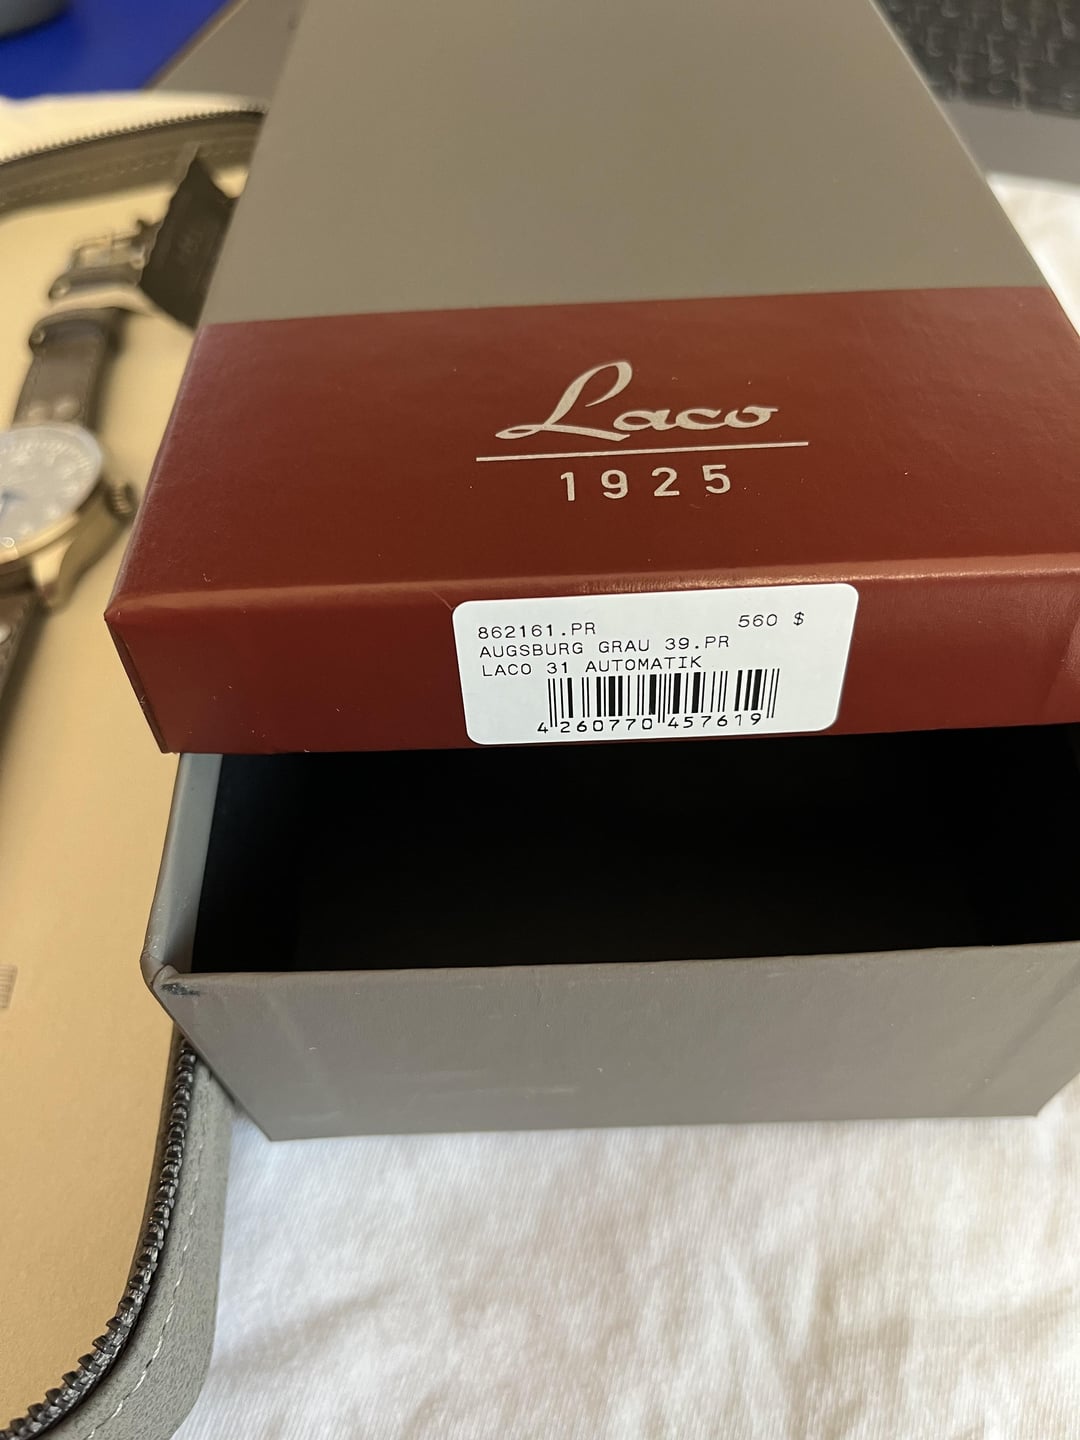 Laco
1925
862161.PR 560 $
AUGSBURG GRAU 39.PR
LACO 31 AUTOMATIK
4 260770 457619